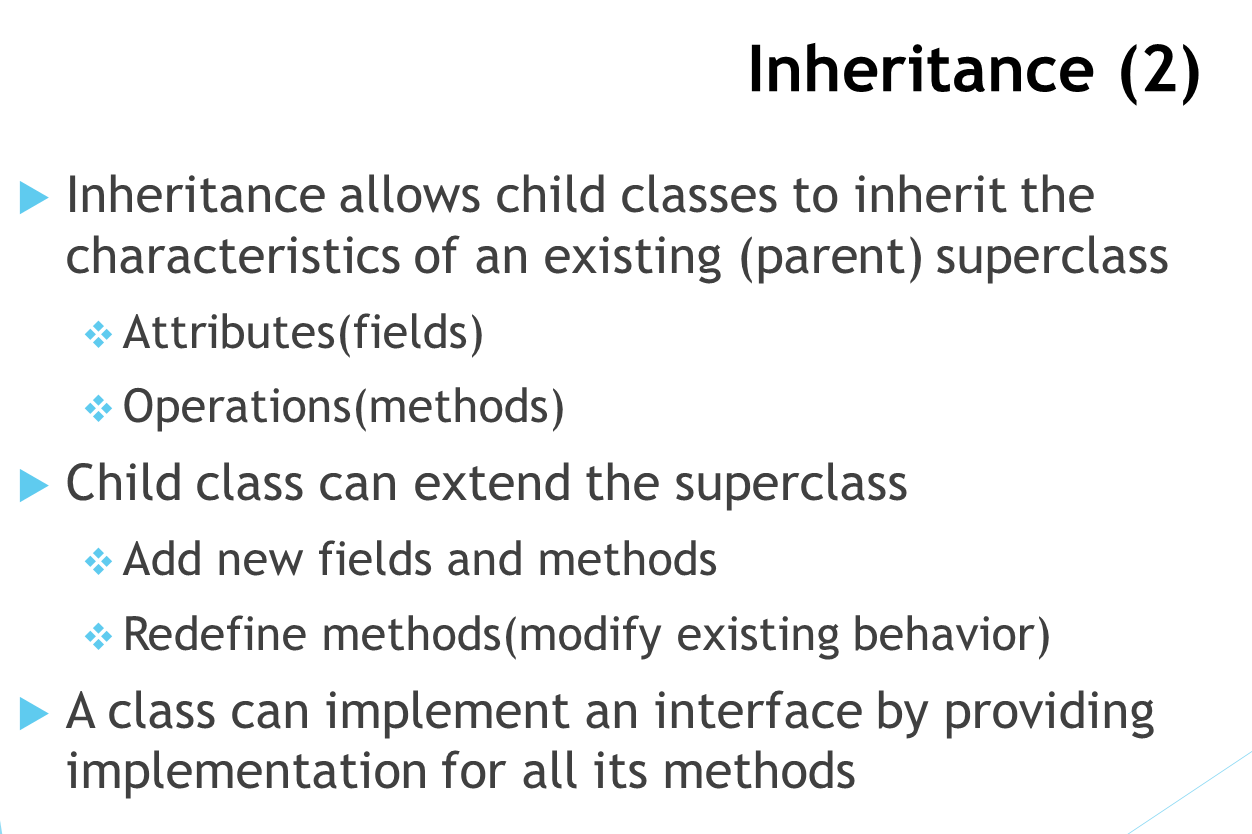 Inheritance (2)
Inheritance allows child classes to inherit the
characteristics of an existing (parent) superclass
Attributes(fields)
Operations(methods)
Child class can extend the superclass
Add new fields and methods
Redefine methods(modify existing behavior)
A class can implement an interface by providing
implementation for all its methods